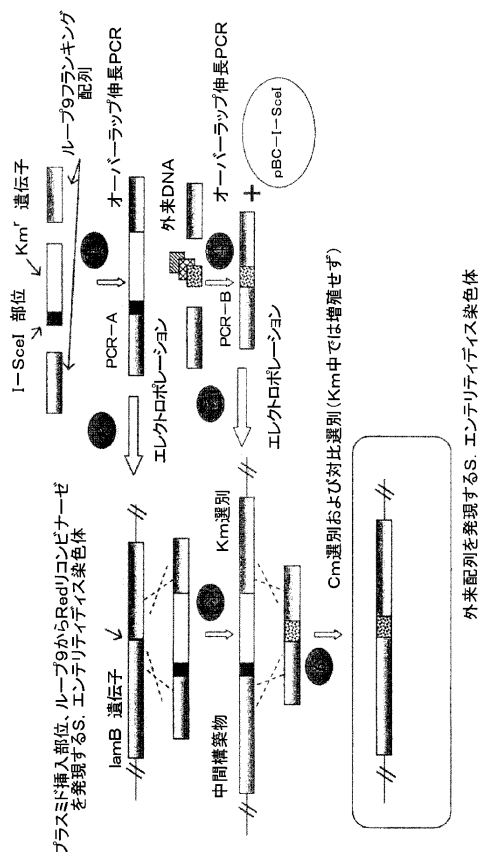 プラスミド挿入部位、ループ9からRedリコンビナーゼ
を発現するS. エンテリティディス染色体
lamB 遺伝子
I-SceI 部位
Kmʳ 遺伝子
ループ9フランキング
配列
オーバーラップ伸長PCR
PCR-A
エレクトロポレーション
外来DNA
オーバーラップ伸長PCR
PCR-B
エレクトロポレーション
pBC-I-SceI
Km選別
中間構築物
Cm選別および対比選別(Km中では増殖せず)
外来配列を発現するS. エンテリティディス染色体